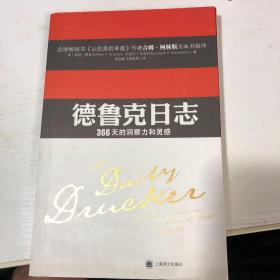 全球畅销书《从优秀到卓越》作者吉姆·柯林斯为本书做序
德鲁克日志
366天的洞察力和灵感
Daily
Drucker
上海译文出版社